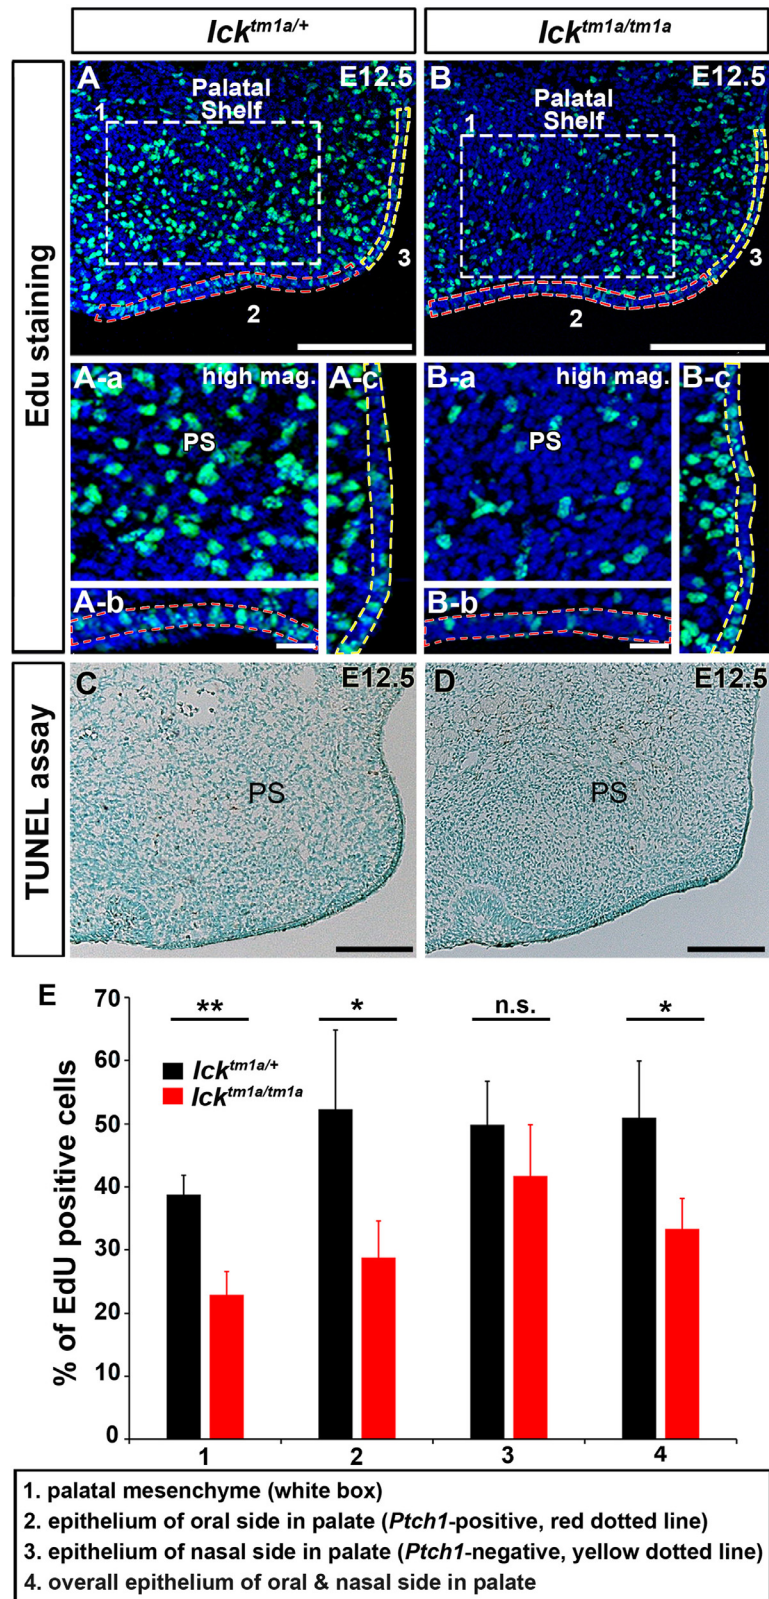 Ick^tm1a/+ Ick^tm1a/tm1a
Edu staining
A E12.5
Palatal
Shelf
1
2
3
B E12.5
Palatal
Shelf
1
2
3
A-a high mag.
PS
A-c
A-b
B-a high mag.
PS
B-c
B-b
TUNEL assay
C E12.5
PS
D E12.5
PS
E
% of EdU positive cells
70
60
50
40
30
20
10
0
** * n.s. *
Ick^tm1a/+
Ick^tm1a/tm1a
1 2 3 4
1. palatal mesenchyme (white box)
2. epithelium of oral side in palate (Ptch1-positive, red dotted line)
3. epithelium of nasal side in palate (Ptch1-negative, yellow dotted line)
4. overall epithelium of oral & nasal side in palate